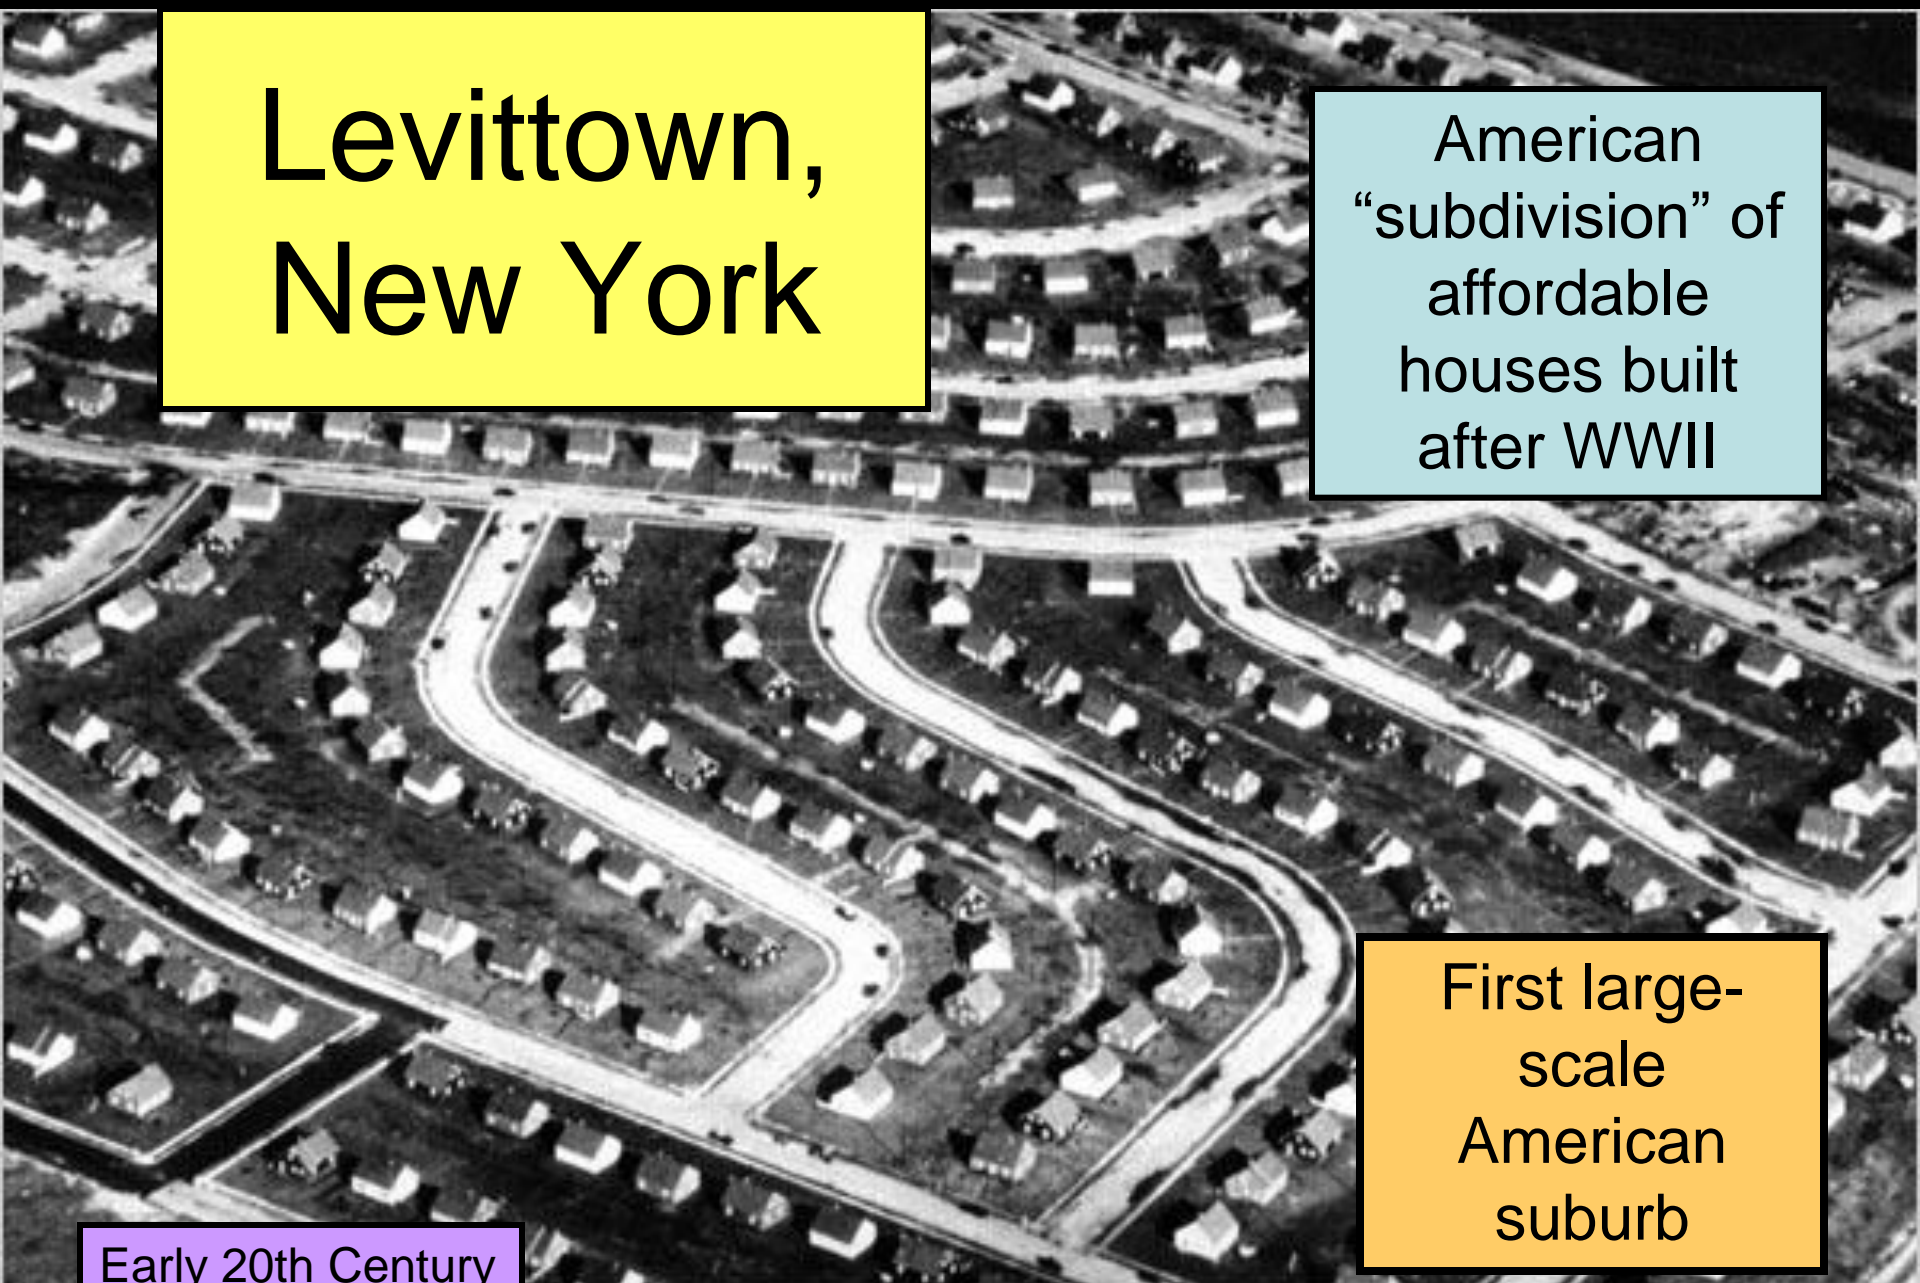 Levittown,
New York
American
“subdivision” of
affordable
houses built
after WWII
First large-
scale
American
suburb
Early 20th Century